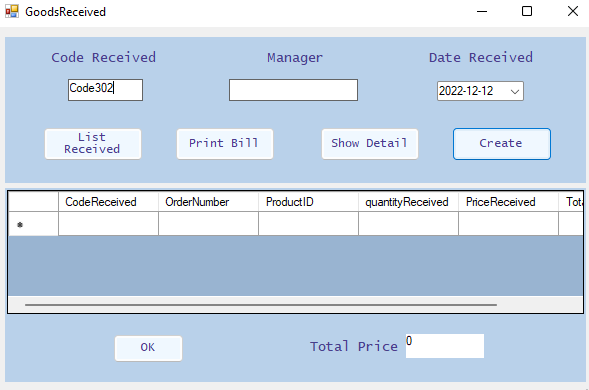 GoodsReceived
Code Received Manager Date Received
Code302 2022-12-12
List Received Print Bill Show Detail Create
CodeReceived OrderNumber ProductID quantityReceived PriceReceived Tota
*
OK Total Price 0